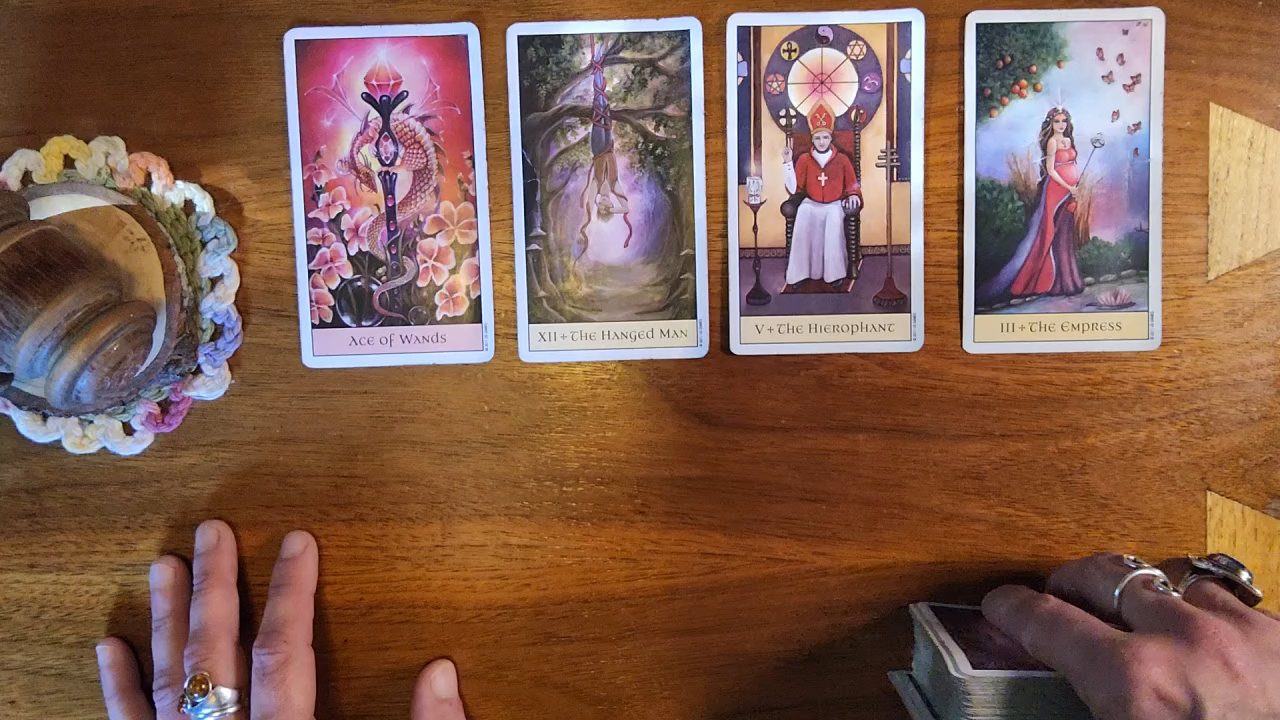 Ace of Wands
XII ✢ The Hanged Man
V ✢ The Hierophant
III ✢ The Empress